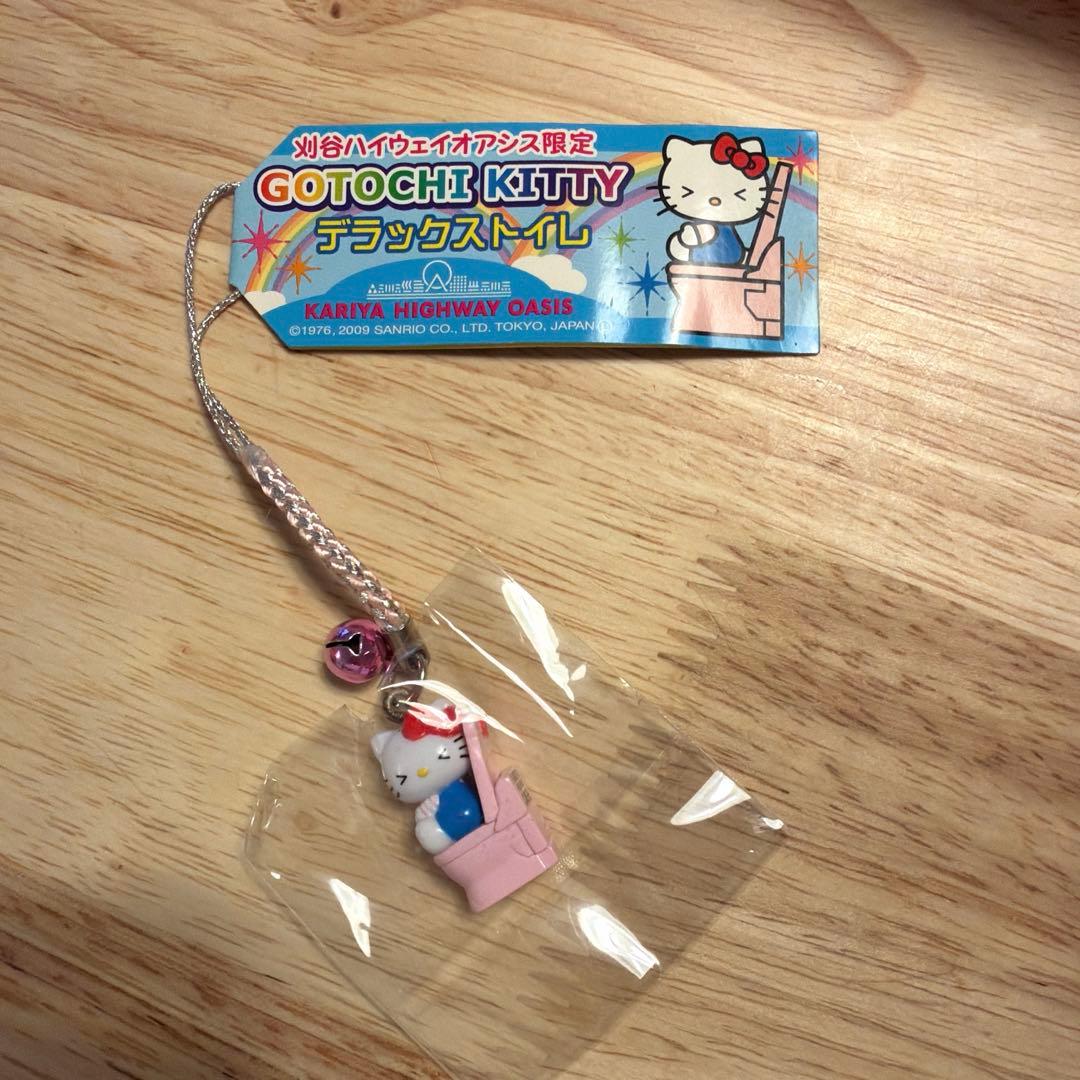 刈谷ハイウェイオアシス限定
GOTOCHI KITTY
デラックストイレ
KARIYA HIGHWAY OASIS
©1976, 2009 SANRIO CO., LTD. TOKYO, JAPAN Ⓛ